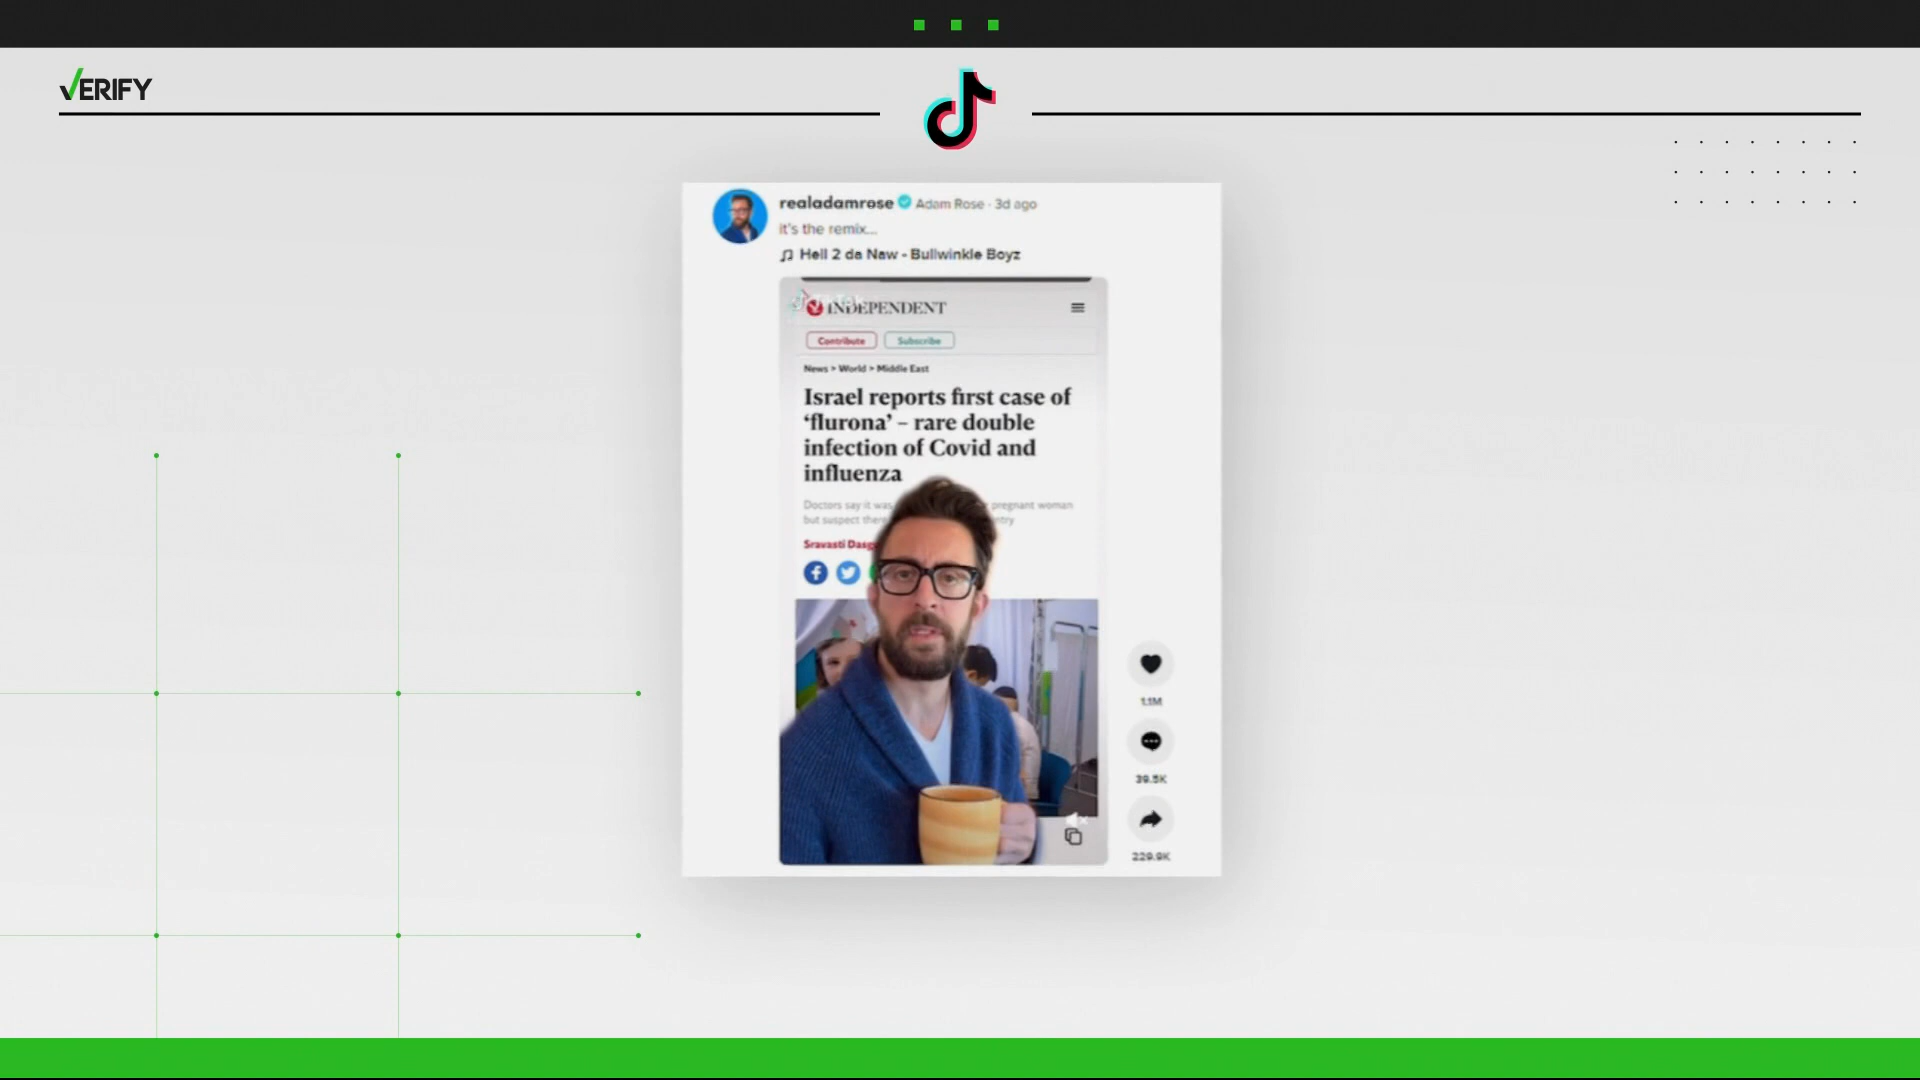 VERIFY
realadamrose Adam Rose · 3d ago
it's the remix...
Hell 2 da Naw - Bullwinkle Boyz
TikTok
INDEPENDENT
Contribute Subscribe
News > World > Middle East
Israel reports first case of
‘flurona’ – rare double
infection of Covid and
influenza
Doctors say it was pregnant woman
but suspect
Sravasti
1.1M
39.5K
229.9K